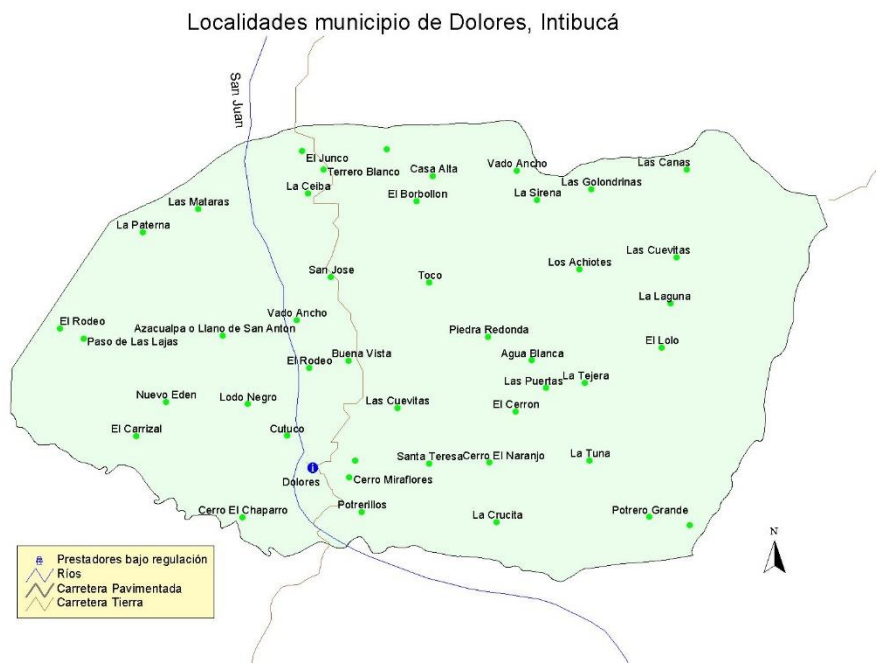 Localidades municipio de Dolores, Intibucá
San Juan
El Junco
Terrero Blanco
Casa Alta
Vado Ancho
Las Canas
La Ceiba
El Borbollon
La Sirena
Las Golondrinas
Las Mataras
La Paterna
San Jose
Toco
Los Achiotes
Las Cuevitas
La Laguna
Vado Ancho
El Rodeo
Azacualpa o Llano de San Anton
Paso de Las Lajas
Piedra Redonda
El Lolo
El Rodeo
Buena Vista
Agua Blanca
Las Puertas
La Tejera
Nuevo Eden
Lodo Negro
Las Cuevitas
El Cerron
El Carrizal
Cutuco
Santa Teresa
Cerro El Naranjo
La Tuna
i
Dolores
Cerro Miraflores
Cerro El Chaparro
Potrerillos
La Crucita
Potrero Grande
N
Prestadores bajo regulación
Ríos
Carretera Pavimentada
Carretera Tierra